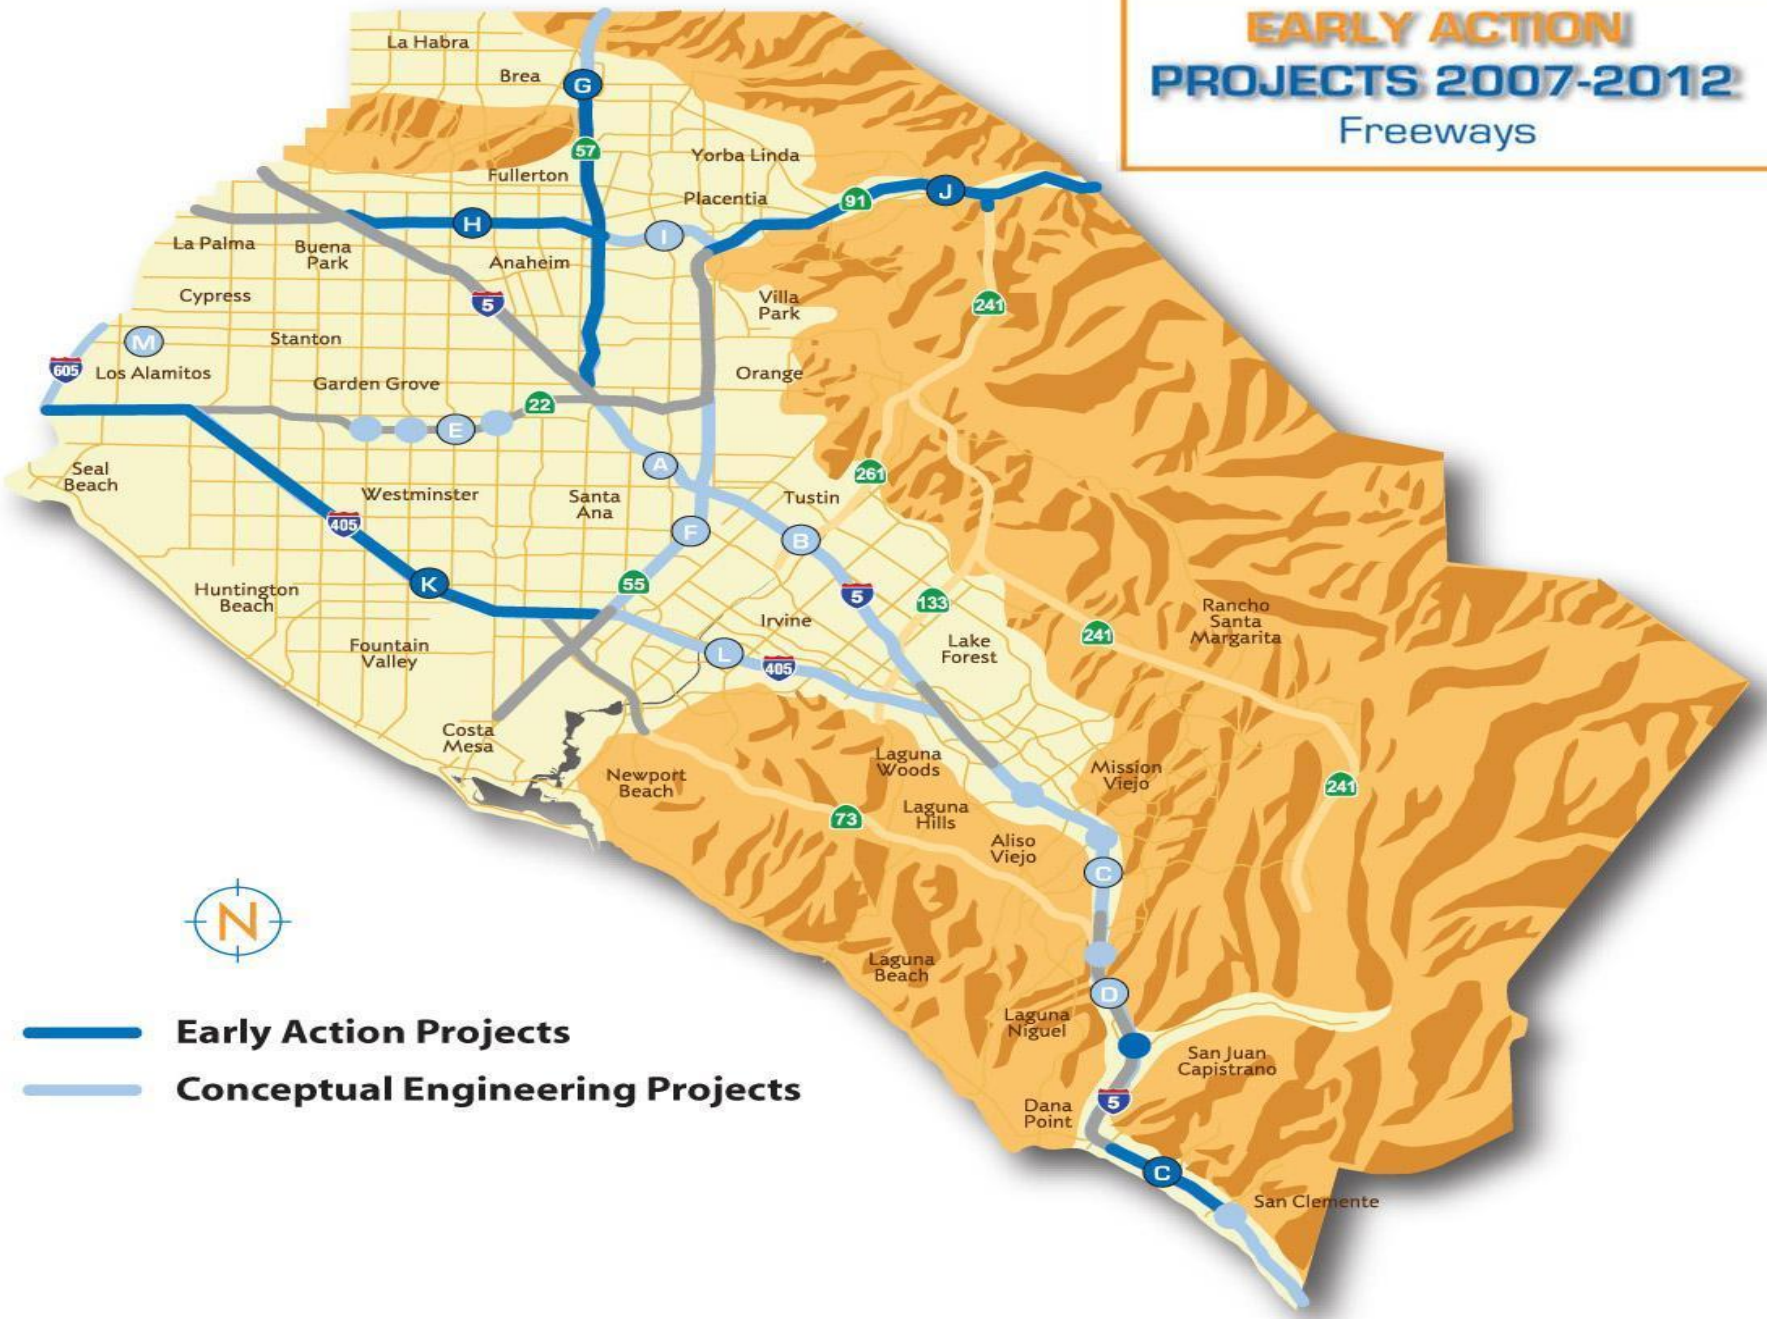 EARLY ACTION
PROJECTS 2007-2012
Freeways
La Habra
Brea
G
57
Yorba Linda
Fullerton
Placentia
91
J
H
I
La Palma
Buena
Park
Anaheim
Cypress
5
Villa
Park
241
Stanton
M
605
Los Alamitos
Garden Grove
Orange
22
E
A
Seal
Beach
261
Westminster
Santa
Ana
Tustin
405
F
B
K
55
5
133
Huntington
Beach
Irvine
Rancho
Santa
Margarita
241
Fountain
Valley
L
405
Lake
Forest
Costa
Mesa
Laguna
Woods
Newport
Beach
Mission
Viejo
241
73
Laguna
Hills
Aliso
Viejo
C
N
Laguna
Beach
D
Laguna
Niguel
San Juan
Capistrano
5
Dana
Point
C
San Clemente
Early Action Projects
Conceptual Engineering Projects